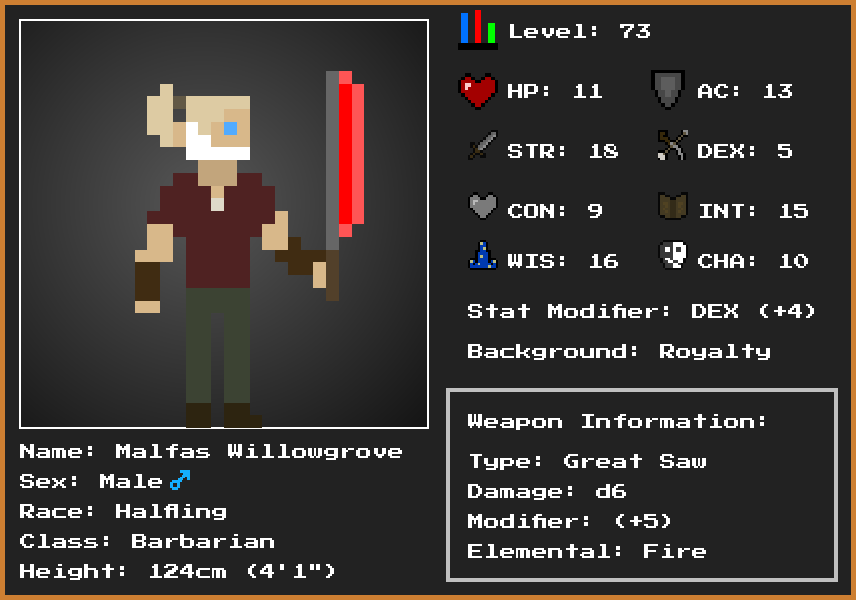 Level: 73
HP: 11
AC: 13
STR: 18
DEX: 5
CON: 9
INT: 15
WIS: 16
CHA: 10
Stat Modifier: DEX (+4)
Background: Royalty
Weapon Information:
Type: Great Saw
Damage: d6
Modifier: (+5)
Elemental: Fire
Name: Malfas Willowgrove
Sex: Male♂
Race: Halfling
Class: Barbarian
Height: 124cm (4'1")